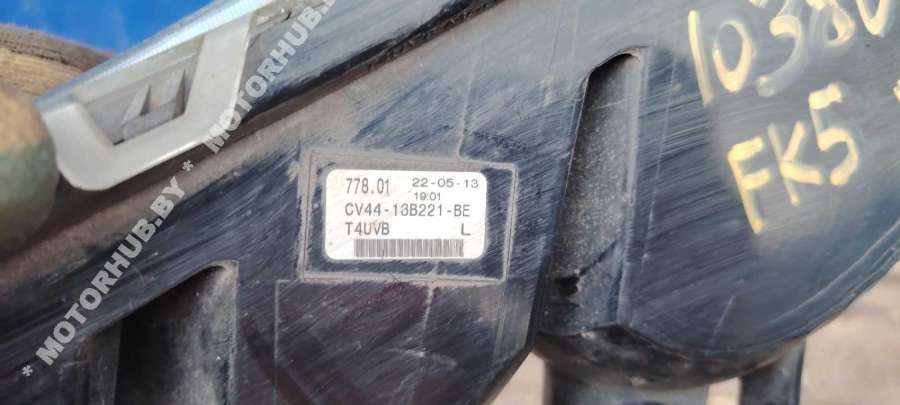 10380
FK5
778.01 22-05-13
19:01
CV44-13B221-BE
T4UVB L
* MOTORHUB.BY * MOTORHUB.BY *